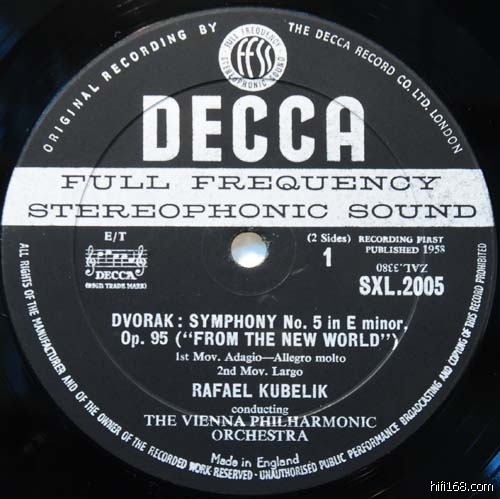 ORIGINAL RECORDING BY
THE DECCA RECORD CO. LTD. LONDON
FULL FREQUENCY
ffss
STEREOPHONIC SOUND
DECCA
FULL FREQUENCY
STEREOPHONIC SOUND
E/T
DECCA
(REGD. TRADE MARK)
(2 Sides)
1
RECORDING FIRST
PUBLISHED 1958
ZAL.3380
SXL.2005
DVORAK: SYMPHONY No. 5 in E minor,
Op. 95 ("FROM THE NEW WORLD")
1st Mov. Adagio—Allegro molto
2nd Mov. Largo
RAFAEL KUBELIK
conducting
THE VIENNA PHILHARMONIC
ORCHESTRA
Made in England
ALL RIGHTS OF THE MANUFACTURER AND OF THE OWNER OF THE RECORDED WORK RESERVED · UNAUTHORISED PUBLIC PERFORMANCE BROADCASTING AND COPYING OF THIS RECORD PROHIBITED
hifi168.com